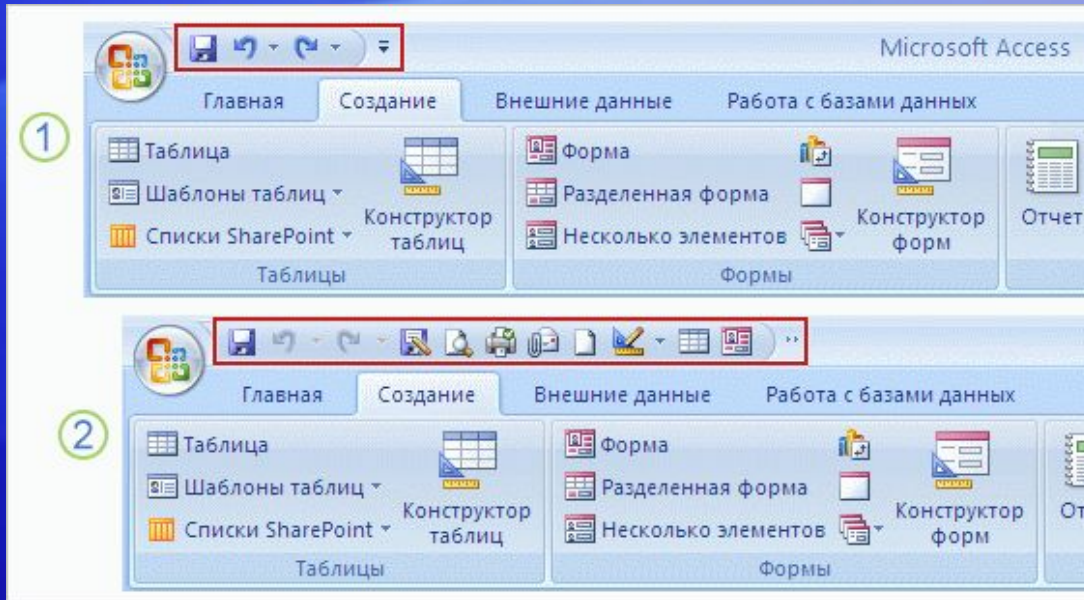 Microsoft Access
Главная Создание Внешние данные Работа с базами данных
1
Таблица
Шаблоны таблиц
Списки SharePoint
Конструктор
таблиц
Таблицы
Форма
Разделенная форма
Несколько элементов
Конструктор
форм
Формы
Отчет
2
Главная Создание Внешние данные Работа с базами данных
Таблица
Шаблоны таблиц
Списки SharePoint
Конструктор
таблиц
Таблицы
Форма
Разделенная форма
Несколько элементов
Конструктор
форм
Формы
От